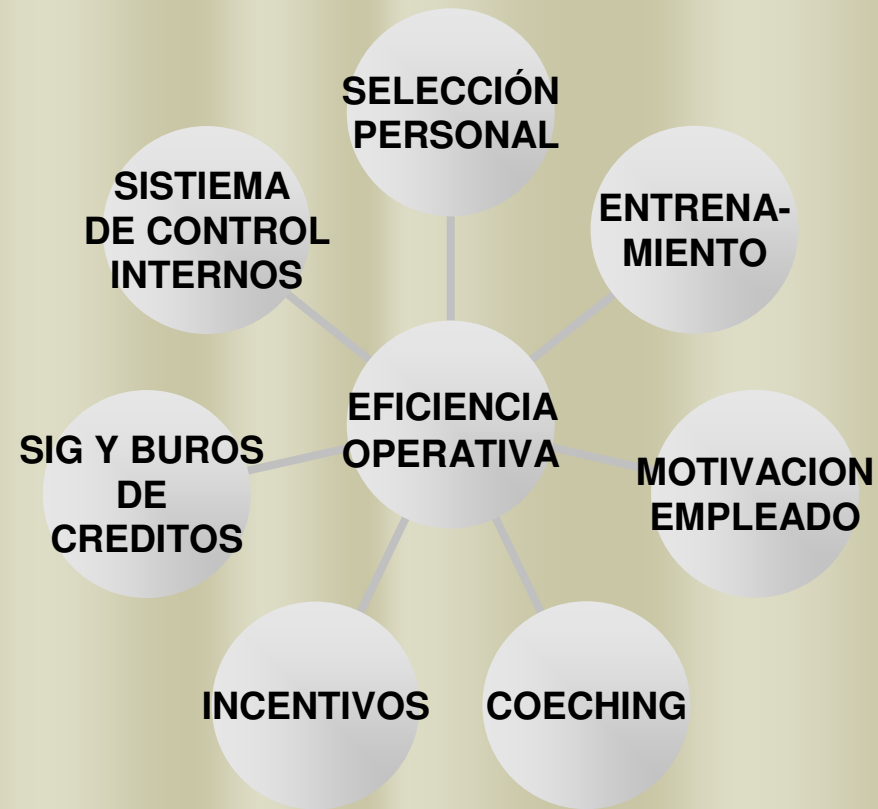 SELECCIÓN
PERSONAL
SISTIEMA
DE CONTROL
INTERNOS
ENTRENA-
MIENTO
EFICIENCIA
OPERATIVA
SIG Y BUROS
DE
CREDITOS
MOTIVACION
EMPLEADO
INCENTIVOS
COECHING